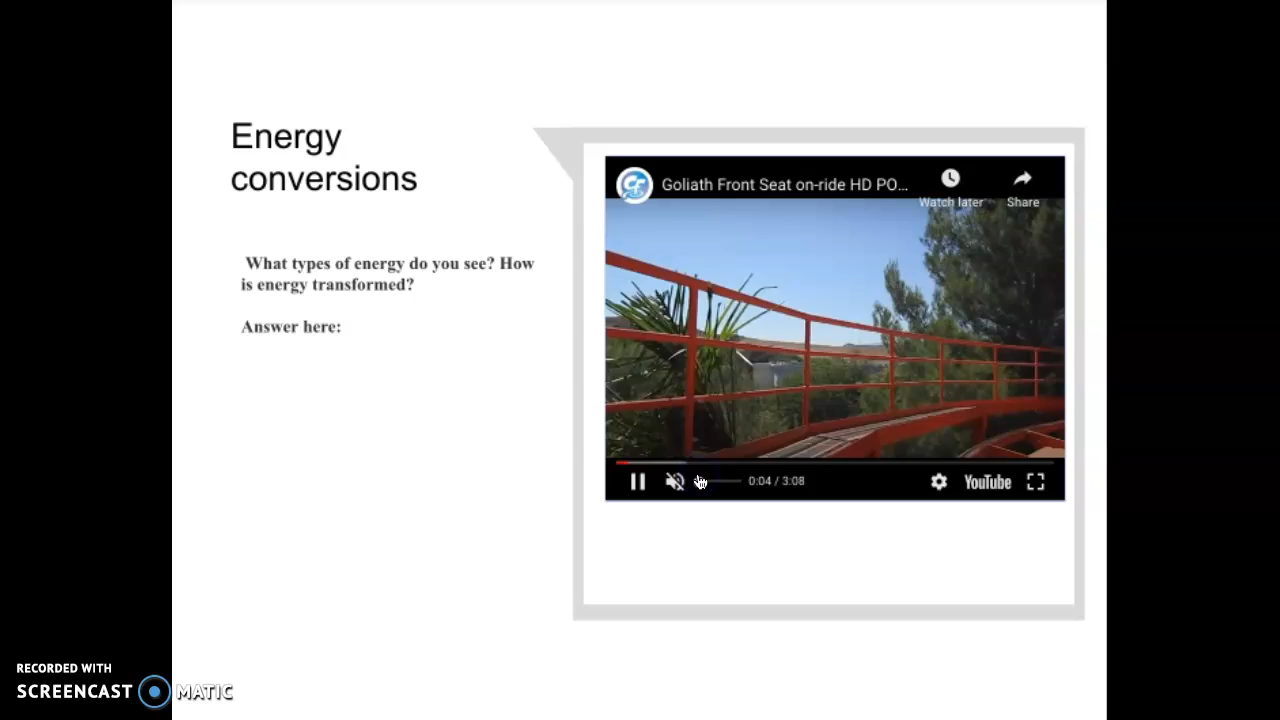 Energy
conversions
What types of energy do you see? How
is energy transformed?
Answer here:
Goliath Front Seat on-ride HD PO...
Watch later
Share
0:04 / 3:08
YouTube
RECORDED WITH
SCREENCAST MATIC